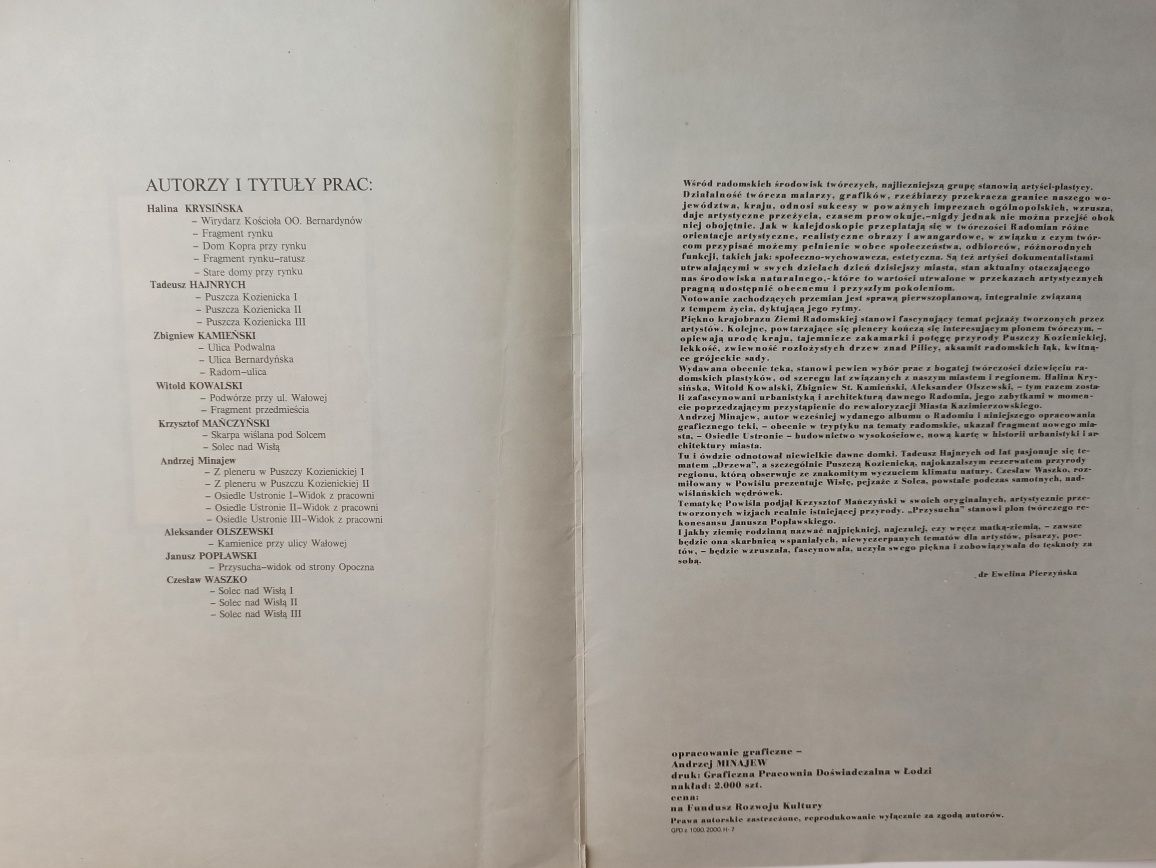 AUTORZY I TYTUŁY PRAC:
Halina KRYSIŃSKA
– Wirydarz Kościoła OO. Bernardynów
– Fragment rynku
– Dom Kopra przy rynku
– Fragment rynku–ratusz
– Stare domy przy rynku
Tadeusz HAJNRYCH
– Puszcza Kozienicka I
– Puszcza Kozienicka II
– Puszcza Kozienicka III
Zbigniew KAMIEŃSKI
– Ulica Podwalna
– Ulica Bernardyńska
– Radom–ulica
Witold KOWALSKI
– Podwórze przy ul. Wałowej
– Fragment przedmieścia
Krzysztof MAŃCZYŃSKI
– Skarpa wiślana pod Solcem
– Solec nad Wisłą
Andrzej Minajew
– Z pleneru w Puszczy Kozienickiej I
– Z pleneru w Puszczu Kozienickiej II
– Osiedle Ustronie I–Widok z pracowni
– Osiedle Ustronie II–Widok z pracowni
– Osiedle Ustronie III–Widok z pracowni
Aleksander OLSZEWSKI
– Kamienice przy ulicy Wałowej
Janusz POPŁAWSKI
– Przysucha–widok od strony Opoczna
Czesław WASZKO
– Solec nad Wisłą I
– Solec nad Wisłą II
– Solec nad Wisłą III
Wśród radomskich środowisk twórczych, najliczniejszą grupę stanowią artyści-plastycy.
Działalność twórcza malarzy, grafików, rzeźbiarzy przekracza granice naszego wo-
jewództwa, kraju, odnosi sukcesy w poważnych imprezach ogólnopolskich, wzrusza,
daje artystyczne przeżycia, czasem prowokuje,–nigdy jednak nie można przejść obok
niej obojętnie. Jak w kalejdoskopie przeplatają się w twórczości Radomian różne
orientacje artystyczne, realistyczne obrazy i awangardowe, w związku z czym twór-
com przypisać możemy pełnienie wobec społeczeństwa, odbiorców, różnorodnych
funkcji, takich jak: społeczno-wychowawcza, estetyczna. Są też artyści dokumentalistami
utrwalającymi w swych dziełach dzień dzisiejszy miasta, stan aktualny otaczającego
nas środowiska naturalnego,- które to wartości utrwalone w przekazach artystycznych
pragną udostępnić obecnemu i przyszłym pokoleniom.
Notowanie zachodzących przemian jest sprawą pierwszoplanową, integralnie związaną
z tempem życia, dyktującą jego rytmy.
Piękno krajobrazu Ziemi Radomskiej stanowi fascynujący temat pejzaży tworzonych przez
artystów. Kolejne, powtarzające się plenery kończą się interesującym plonem twórczym, –
opiewają urodę kraju, tajemnicze zakamarki i potęgę przyrody Puszczy Kozienickiej,
lekkość, zwiewność rozłożystych drzew znad Pilicy, aksamit radomskich łąk, kwitną-
ce grójeckie sady.
Wydawana obecnie teka, stanowi pewien wybór prac z bogatej twórczości dziewięciu ra-
domskich plastyków, od szeregu lat związanych z naszym miastem i regionem. Halina Kry-
sińska, Witold Kowalski, Zbigniew St. Kamieński, Aleksander Olszewski, – tym razem zosta-
li zafascynowani urbanistyką i architekturą dawnego Radomia, jego zabytkami w momen-
cie poprzedzającym przystąpienie do rewaloryzacji Miasta Kazimierzowskiego.
Andrzej Minajew, autor wcześniej wydanego albumu o Radomiu i niniejszego opracowania
graficznego teki, – obecnie w tryptyku na tematy radomskie, ukazał fragment nowego mia-
sta, – Osiedle Ustronie – budownictwo wysokościowe, nową kartę w historii urbanistyki i ar-
chitektury miasta.
Tu i ówdzie odnotował niewielkie dawne domki. Tadeusz Hajnrych od lat pasjonuje się te-
matem „Drzewa”, a szczególnie Puszczą Kozienicką, najokazalszym rezerwatem przyrody
regionu, którą obserwuje ze znakomitym wyczuciem klimatu natury. Czesław Waszko, roz-
miłowany w Powiślu prezentuje Wisłę, pejzaże z Solca, powstałe podczas samotnych, nad-
wiślańskich wędrówek.
Tematykę Powiśla podjął Krzysztof Mańczyński w swoich oryginalnych, artystycznie prze-
tworzonych wizjach realnie istniejącej przyrody. „Przysucha” stanowi plon twórczego re-
konesansu Janusza Popławskiego.
I jakby ziemię rodzinną nazwać najpiękniej, najczulej, czy wręcz matką-ziemią, – zawsze
będzie ona skarbnicą wspaniałych, niewyczerpanych tematów dla artystów, pisarzy, poe-
tów, – będzie wzruszała, fascynowała, uczyła swego piękna i zobowiązywała do tęsknoty za
sobą.
dr Ewelina Pierzyńska
opracowanie graficzne –
Andrzej MINAJEW
druk: Graficzna Pracownia Doświadczalna w Łodzi
nakład: 2.000 szt.
cena:
na Fundusz Rozwoju Kultury
Prawa autorskie zastrzeżone, reprodukowanie wyłącznie za zgodą autorów.
GPD z. 1090. 2000. H- 7